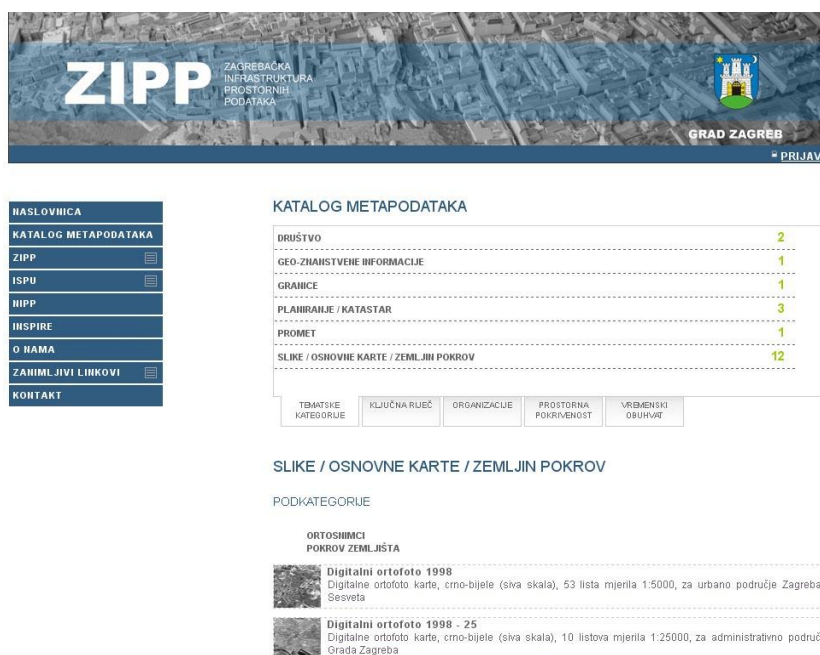 ZIPP
ZAGREBAČKA
INFRASTRUKTURA
PROSTORNIH
PODATAKA
GRAD ZAGREB
PRIJAV
NASLOVNICA
KATALOG METAPODATAKA
ZIPP
ISPU
NIPP
INSPIRE
O NAMA
ZANIMLJIVI LINKOVI
KONTAKT
KATALOG METAPODATAKA
DRUŠTVO 2
GEO-ZNANSTVENE INFORMACIJE 1
GRANICE 1
PLANIRANJE / KATASTAR 3
PROMET 1
SLIKE / OSNOVNE KARTE / ZEMLJIN POKROV 12
TEMATSKE KATEGORIJE
KLJUČNA RIJEČ
ORGANIZACIJE
PROSTORNA POKRIVENOST
VREMENSKI OBUHVAT
SLIKE / OSNOVNE KARTE / ZEMLJIN POKROV
PODKATEGORIJE
ORTOSNIMCI
POKROV ZEMLJIŠTA
Digitalni ortofoto 1998
Digitalne ortofoto karte, crno-bijele (siva skala), 53 lista mjerila 1:5000, za urbano područje Zagreba
Sesveta
Digitalni ortofoto 1998 - 25
Digitalne ortofoto karte, crno-bijele (siva skala), 10 listova mjerila 1:25000, za administrativno područ
Grada Zagreba